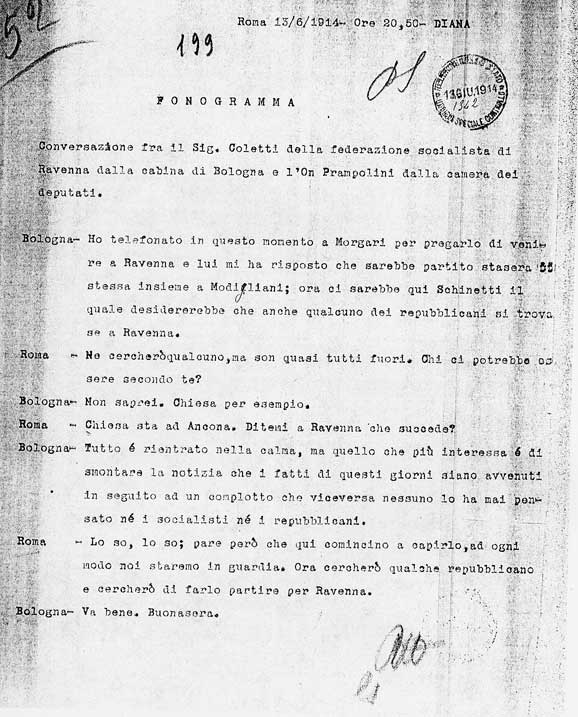 Roma 13/6/1914- Ore 20,50- DIANA
199
13.GIU.1914
F O N O G R A M M A
Conversazione fra il Sig. Coletti della federazione socialista di
Ravenna dalla cabina di Bologna e l'On Prampolini dalla camera dei
deputati.
Bologna- Ho telefonato in questo momento a Morgari per pregarlo di veni-
re a Ravenna e lui mi ha risposto che sarebbe partito stasera
stessa insieme a Modigliani; ora ci sarebbe qui Schinetti il
quale desidererebbe che anche qualcuno dei repubblicani si trova
se a Ravenna.
Roma - Ne cercheròqualcuno,ma son quasi tutti fuori. Chi ci potrebbe es
sere secondo te?
Bologna- Non saprei. Chiesa per esempio.
Roma - Chiesa sta ad Ancona. Ditemi a Ravenna che succede?
Bologna- Tutto é rientrato nella calma, ma quello che più interessa é di
smontare la notizia che i fatti di questi giorni siano avvenuti
in seguito ad un complotto che viceversa nessuno lo ha mai pen-
sato né i socialisti né i repubblicani.
Roma - Lo so, lo so; pare però che qui comincino a capirlo,ad ogni
modo noi staremo in guardia. Ora cercherò qualche repubblicano
e cercherò di farlo partire per Ravenna.
Bologna- Va bene. Buonasera.